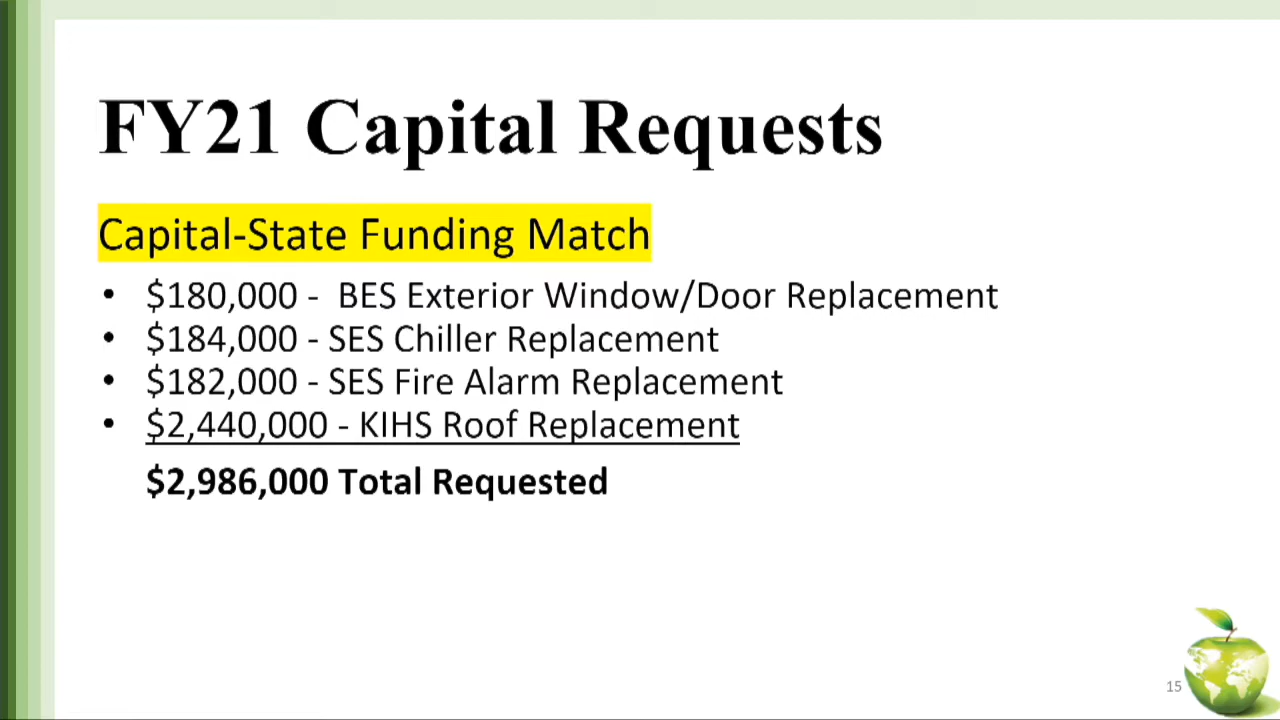 FY21 Capital Requests
Capital-State Funding Match
• $180,000 - BES Exterior Window/Door Replacement
• $184,000 - SES Chiller Replacement
• $182,000 - SES Fire Alarm Replacement
• $2,440,000 - KIHS Roof Replacement
$2,986,000 Total Requested
15